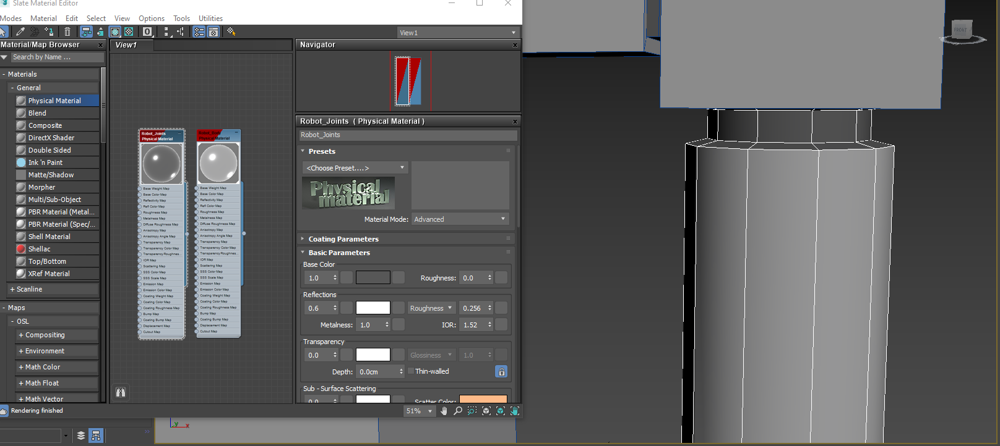 Slate Material Editor
Modes Material Edit Select View Options Tools Utilities
View1
Material/Map Browser x
Search by Name ...
- Materials
- General
Physical Material
Blend
Composite
DirectX Shader
Double Sided
Ink 'n Paint
Matte/Shadow
Morpher
Multi/Sub-Object
PBR Material (Metal...
PBR Material (Spec/...
Shell Material
Shellac
Top/Bottom
XRef Material
+ Scanline
- Maps
- OSL
+ Compositing
+ Environment
+ Math Color
+ Math Float
+ Math Vector
Rendering finished
View1
Robot_Joints
Physical Material
Base Weight Map
Base Color Map
Reflectivity Map
Refl Color Map
Roughness Map
Metalness Map
Diffuse Roughness Map
Anisotropy Map
Anisotropy Angle Map
Transparency Map
Transparency Color Map
Transparency Roughnes...
IOR Map
Scattering Map
SSS Color Map
SSS Scale Map
Emission Map
Emission Color Map
Coating Weight Map
Coating Color Map
Coating Roughness Map
Bump Map
Coating Bump Map
Displacement Map
Cutout Map
Physical Material
Base Weight Map
Base Color Map
Reflectivity Map
Refl Color Map
Roughness Map
Metalness Map
Diffuse Roughness Map
Anisotropy Map
Anisotropy Angle Map
Transparency Map
Transparency Color Map
Transparency Roughnes...
IOR Map
Scattering Map
SSS Color Map
SSS Scale Map
Emission Map
Emission Color Map
Coating Weight Map
Coating Color Map
Coating Roughness Map
Bump Map
Coating Bump Map
Displacement Map
Cutout Map
Navigator x
Robot_Joints ( Physical Material ) x
Robot_Joints
Presets
<Choose Preset....>
Physical material
Material Mode: Advanced
Coating Parameters
Basic Parameters
Base Color
1.0 Roughness: 0.0
Reflections
0.6 Roughness 0.256
Metalness: 1.0 IOR: 1.52
Transparency
0.0 Glossiness 1.0
Depth: 0.0cm Thin-walled
Sub - Surface Scattering
0.0 Scatter Color:
51%
y x
FRONT